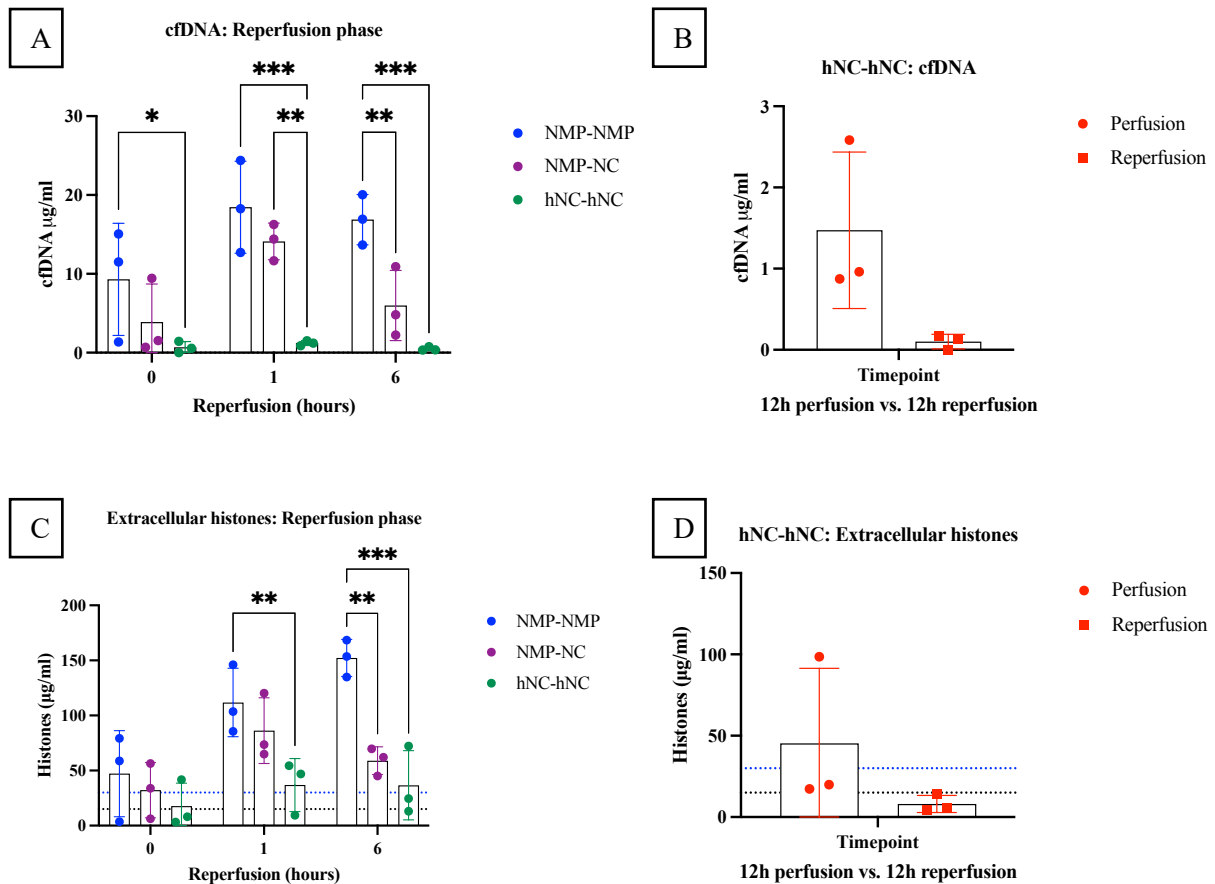 A
cfDNA: Reperfusion phase
***
***
*
**
**
30
20
10
0
cfDNA µg/ml
0
1
6
Reperfusion (hours)
NMP-NMP
NMP-NC
hNC-hNC
B
hNC-hNC: cfDNA
3
2
1
0
cfDNA µg/ml
Timepoint
12h perfusion vs. 12h reperfusion
Perfusion
Reperfusion
C
Extracellular histones: Reperfusion phase
***
**
**
200
150
100
50
0
Histones (µg/ml)
0
1
6
Reperfusion (hours)
NMP-NMP
NMP-NC
hNC-hNC
D
hNC-hNC: Extracellular histones
150
100
50
0
Histones (µg/ml)
Timepoint
12h perfusion vs. 12h reperfusion
Perfusion
Reperfusion